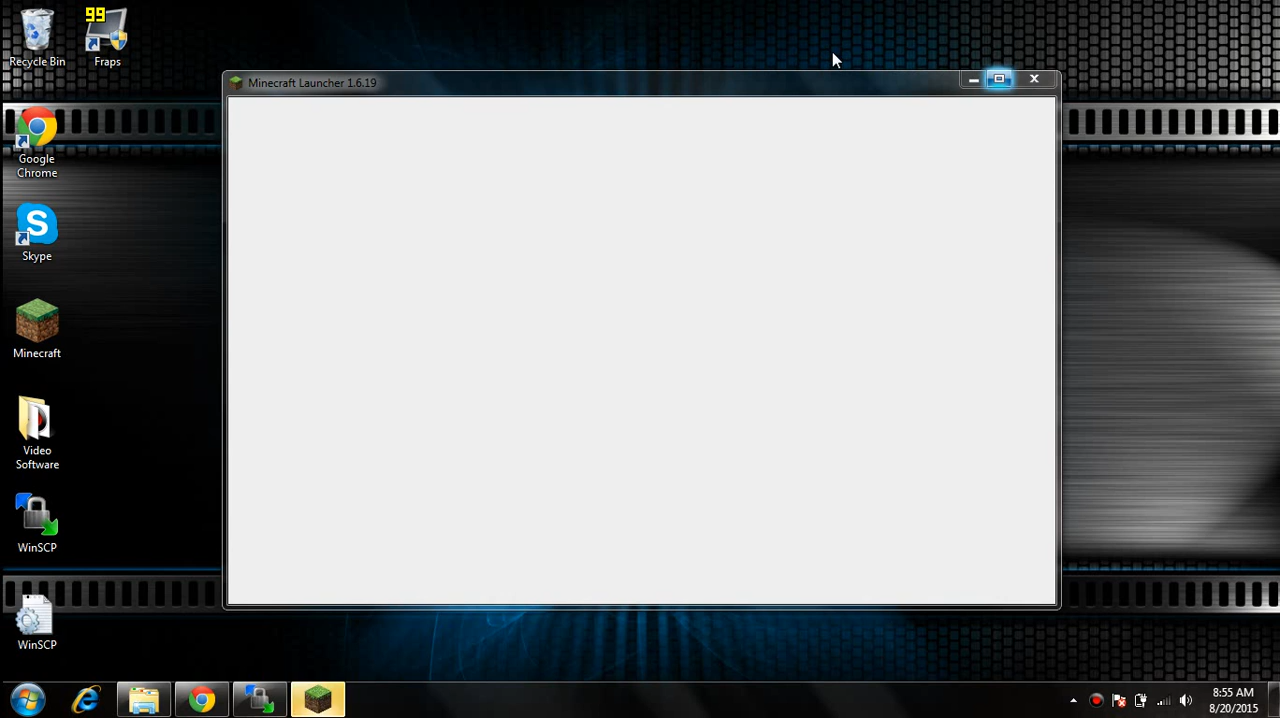 99
Recycle Bin
Fraps
Minecraft Launcher 1.6.19
Google
Chrome
S
Skype
Minecraft
Video
Software
WinSCP
WinSCP
8:55 AM
8/20/2015